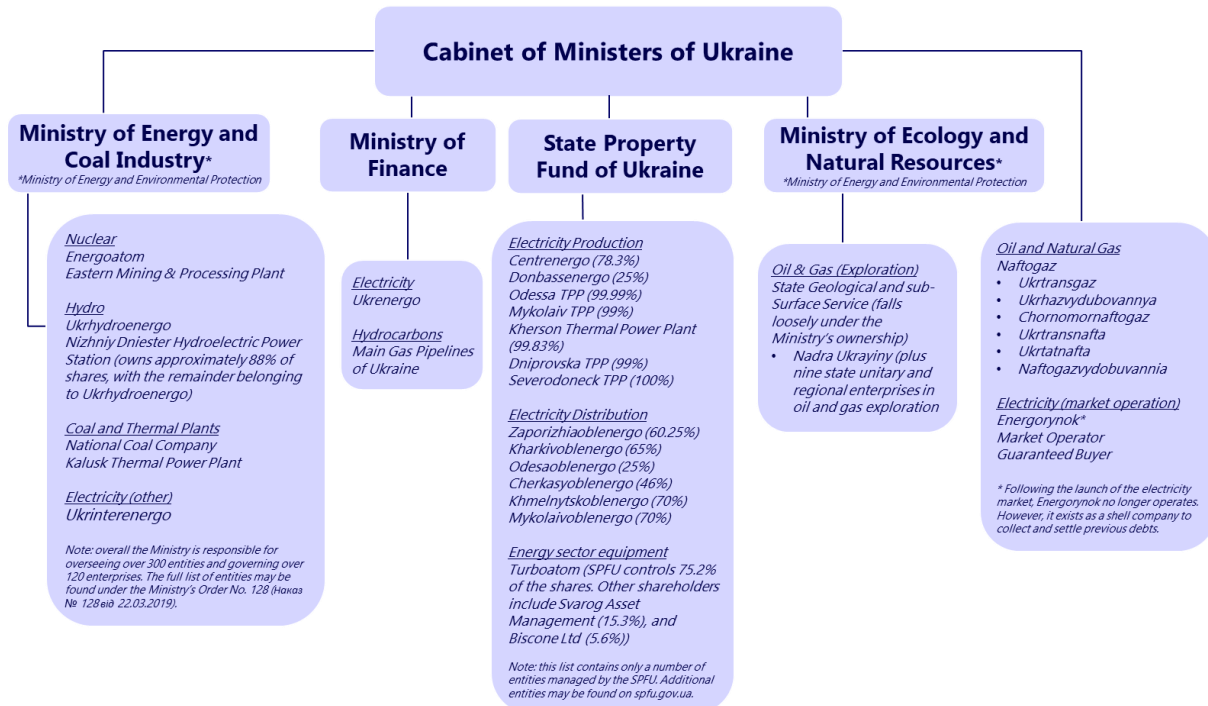 Cabinet of Ministers of Ukraine
Ministry of Energy and
Coal Industry*
*Ministry of Energy and Environmental Protection
Nuclear
Energoatom
Eastern Mining & Processing Plant
Hydro
Ukrhydroenergo
Nizhniy Dniester Hydroelectric Power
Station (owns approximately 88% of
shares, with the remainder belonging
to Ukrhydroenergo)
Coal and Thermal Plants
National Coal Company
Kalusk Thermal Power Plant
Electricity (other)
Ukrinterenergo
Note: overall the Ministry is responsible for
overseeing over 300 entities and governing over
120 enterprises. The full list of entities may be
found under the Ministry's Order No. 128 (Наказ
№ 128 від 22.03.2019).
Ministry of
Finance
Electricity
Ukrenergo
Hydrocarbons
Main Gas Pipelines
of Ukraine
State Property
Fund of Ukraine
Electricity Production
Centrenergo (78.3%)
Donbassenergo (25%)
Odessa TPP (99.99%)
Mykolaiv TPP (99%)
Kherson Thermal Power Plant
(99.83%)
Dniprovska TPP (99%)
Severodoneck TPP (100%)
Electricity Distribution
Zaporizhiaoblenergo (60.25%)
Kharkivoblenergo (65%)
Odesaoblenergo (25%)
Cherkasyoblenergo (46%)
Khmelnytskoblenergo (70%)
Mykolaivoblenergo (70%)
Energy sector equipment
Turboatom (SPFU controls 75.2%
of the shares. Other shareholders
include Svarog Asset
Management (15.3%), and
Biscone Ltd (5.6%))
Note: this list contains only a number of
entities managed by the SPFU. Additional
entities may be found on spfu.gov.ua.
Ministry of Ecology and
Natural Resources*
*Ministry of Energy and Environmental Protection
Oil & Gas (Exploration)
State Geological and sub-
Surface Service (falls
loosely under the
Ministry's ownership)
• Nadra Ukrayiny (plus
nine state unitary and
regional enterprises in
oil and gas exploration
Oil and Natural Gas
Naftogaz
• Ukrtransgaz
• Ukrhazvydubovannya
• Chornomornaftogaz
• Ukrtransnafta
• Ukrtatnafta
• Naftogazvydobuvannia
Electricity (market operation)
Energorynok*
Market Operator
Guaranteed Buyer
* Following the launch of the electricity
market, Energorynok no longer operates.
However, it exists as a shell company to
collect and settle previous debts.